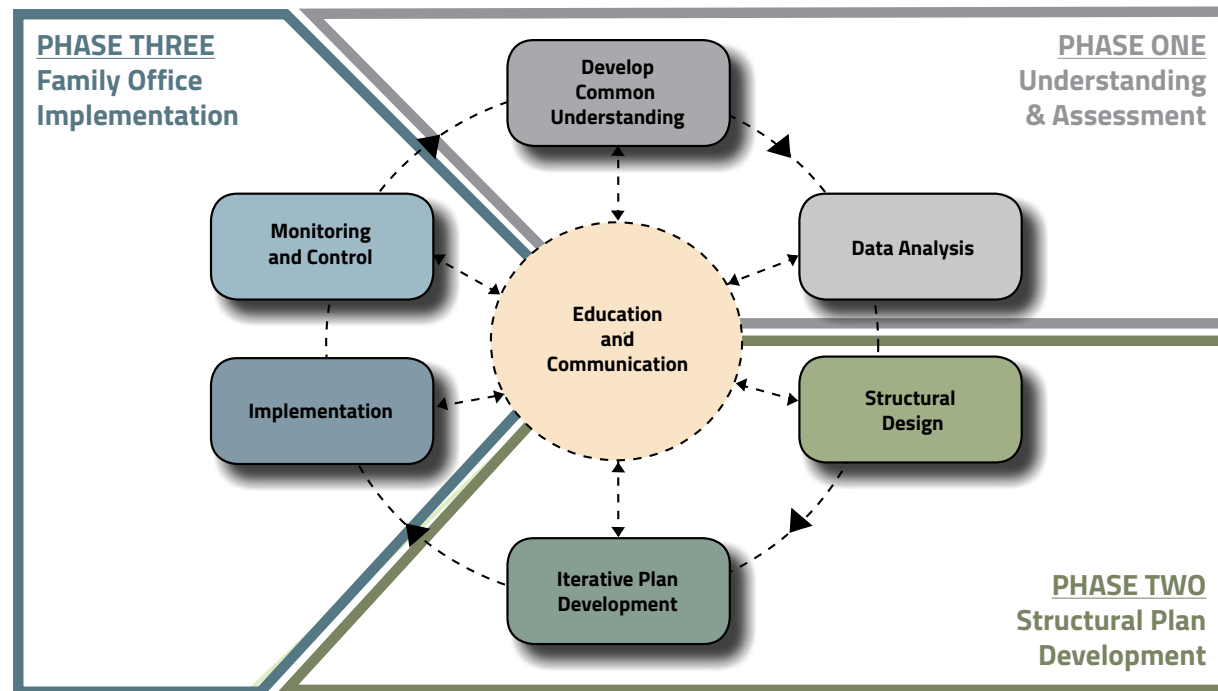 PHASE THREE
Family Office
Implementation
PHASE ONE
Understanding
& Assessment
Develop
Common
Understanding
Monitoring
and Control
Data Analysis
Education
and
Communication
Implementation
Structural
Design
Iterative Plan
Development
PHASE TWO
Structural Plan
Development